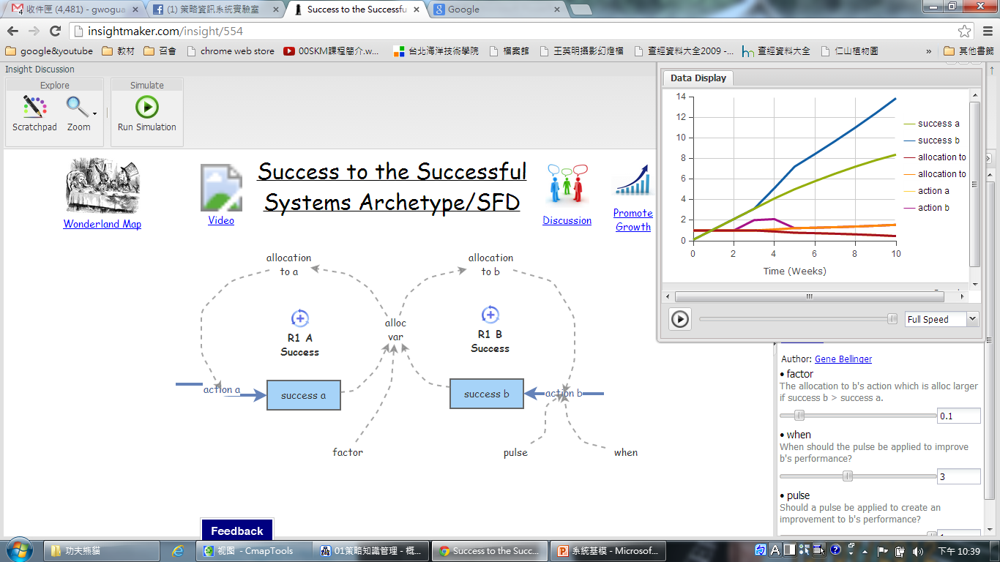 收件匣 (4,481) - gwogua
(1) 策略資訊系統實驗室
Success to the Successfu
Google
insightmaker.com/insight/554
google&youtube
教材
召會
chrome web store
00SKM課程簡介.w...
台北海洋技術學院
檔案館
王英明攝影幻燈檔
查經資料大全2009 -...
查經資料大全
仁山植物園
»
其他書籤
Insight Discussion
Explore
Simulate
Scratchpad
Zoom
Run Simulation
Data Display
14
12
10
8
6
4
2
0
0
2
4
6
8
10
Time (Weeks)
success a
success b
allocation to
allocation to
action a
action b
Full Speed
Wonderland Map
Video
Success to the Successful
Systems Archetype/SFD
Discussion
Promote
Growth
allocation
to a
allocation
to b
alloc
var
R1 A
Success
R1 B
Success
action a
success a
success b
action b
factor
pulse
when
Author: Gene Bellinger
• factor
The allocation to b's action which is alloc larger
if success b > success a.
0.1
• when
When should the pulse be applied to improve
b's performance?
3
• pulse
Should a pulse be applied to create an
improvement to b's performance?
Feedback
功夫熊貓
视图 - CmapTools
01策略知識管理 - 概...
Success to the Succ...
系統基模 - Microsof...
下午 10:39